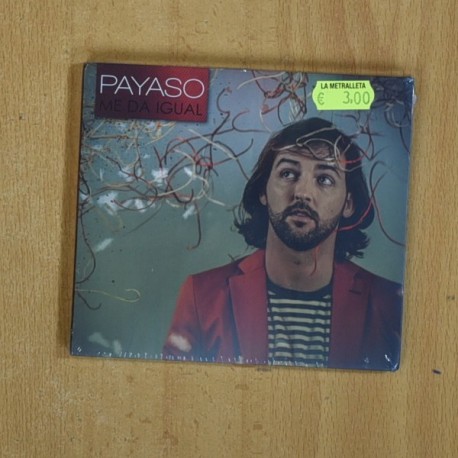 PAYASO
ME DA IGUAL
LA METRALLETA
€ 3,00